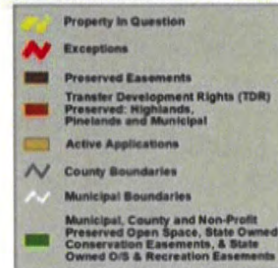 Property In Question
Exceptions
Preserved Easements
Transfer Development Rights (TDR)
Preserved: Highlands,
Pinelands and Municipal
Active Applications
County Boundaries
Municipal Boundaries
Municipal, County and Non-Profit
Preserved Open Space, State Owned
Conservation Easements, & State
Owned O/S & Recreation Easements